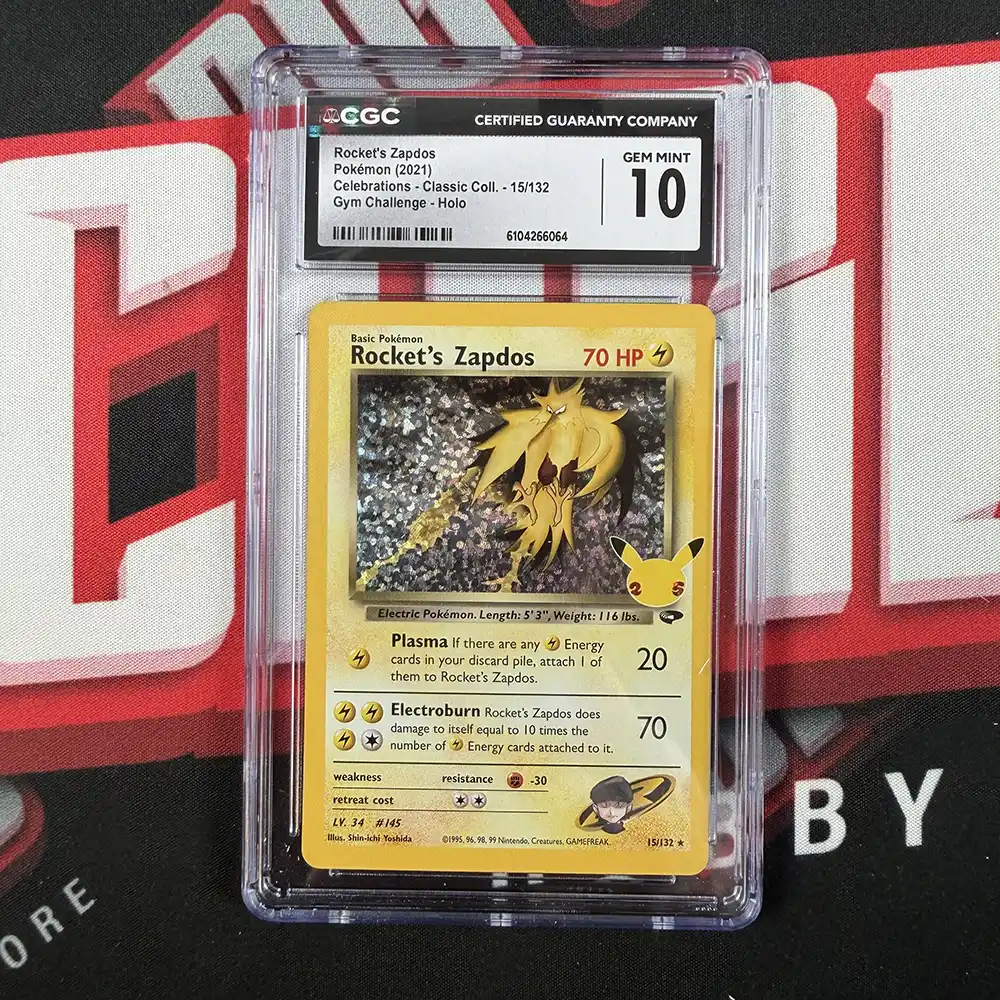 CGC
CERTIFIED GUARANTY COMPANY
Rocket's Zapdos
Pokémon (2021)
Celebrations - Classic Coll. - 15/132
Gym Challenge - Holo
GEM MINT
10
6104266064
Basic Pokémon
Rocket's Zapdos
70 HP
25
Electric Pokémon. Length: 5' 3", Weight: 116 lbs.
Plasma If there are any Energy
cards in your discard pile, attach 1 of
them to Rocket's Zapdos.
20
Electroburn Rocket's Zapdos does
damage to itself equal to 10 times the
number of Energy cards attached to it.
70
weakness
resistance -30
retreat cost
LV. 34 #145
Illus. Shin-ichi Yoshida
©1995, 96, 98, 99 Nintendo, Creatures, GAMEFREAK.
15/132 ★
BY
ORE